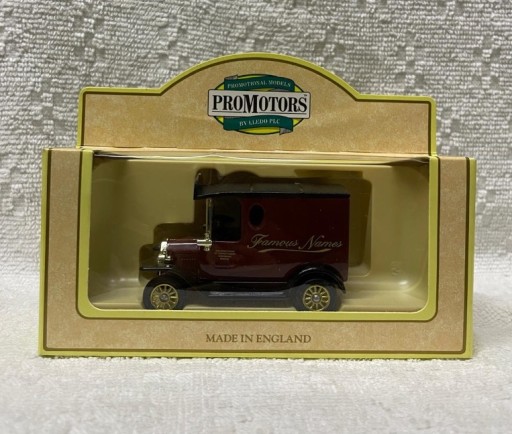 PROMOTIONAL MODELS
PROMOTORS
BY LLEDO PLC
Famous Names
MADE IN ENGLAND